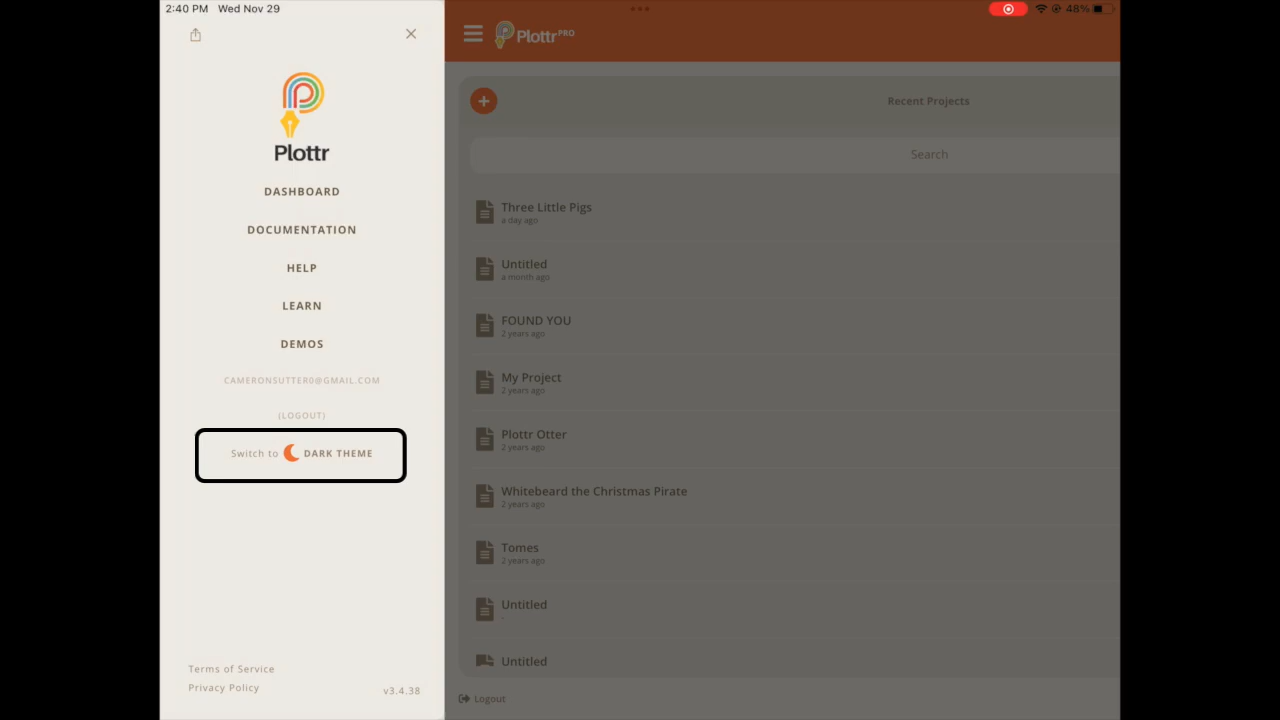 2:40 PM Wed Nov 29
48%
Plottr
DASHBOARD
DOCUMENTATION
HELP
LEARN
DEMOS
CAMERONSUTTER0@GMAIL.COM
(LOGOUT)
Switch to DARK THEME
Terms of Service
Privacy Policy
v3.4.38
Plottr PRO
Recent Projects
Search
Three Little Pigs
a day ago
Untitled
a month ago
FOUND YOU
2 years ago
My Project
2 years ago
Plottr Otter
2 years ago
Whitebeard the Christmas Pirate
2 years ago
Tomes
2 years ago
Untitled
.
Untitled
Logout